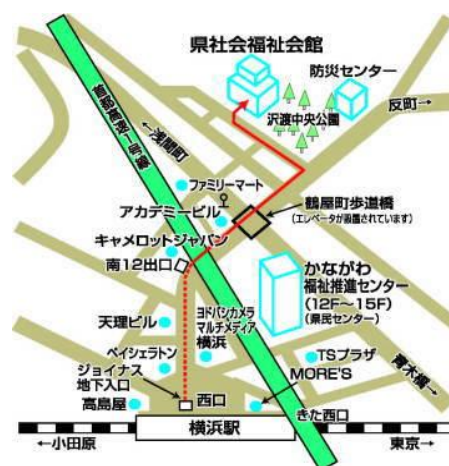 県社会福祉会館
防災センター
反町
沢渡中央公園
首都高速1号線
←浅間町
ファミリーマート
鶴屋町歩道橋
(エレベータが設置されています)
アカデミービル
キャメロットジャパン
南12出口
かながわ
福祉推進センター
(12F～15F)
(県民センター)
ヨドバシカメラ
マルチメディア
横浜
天理ビル
ベイシェラトン
TSプラザ
青木橋
ジョイナス
地下入口
MORE'S
高島屋
西口
きた西口
横浜駅
←小田原
東京→